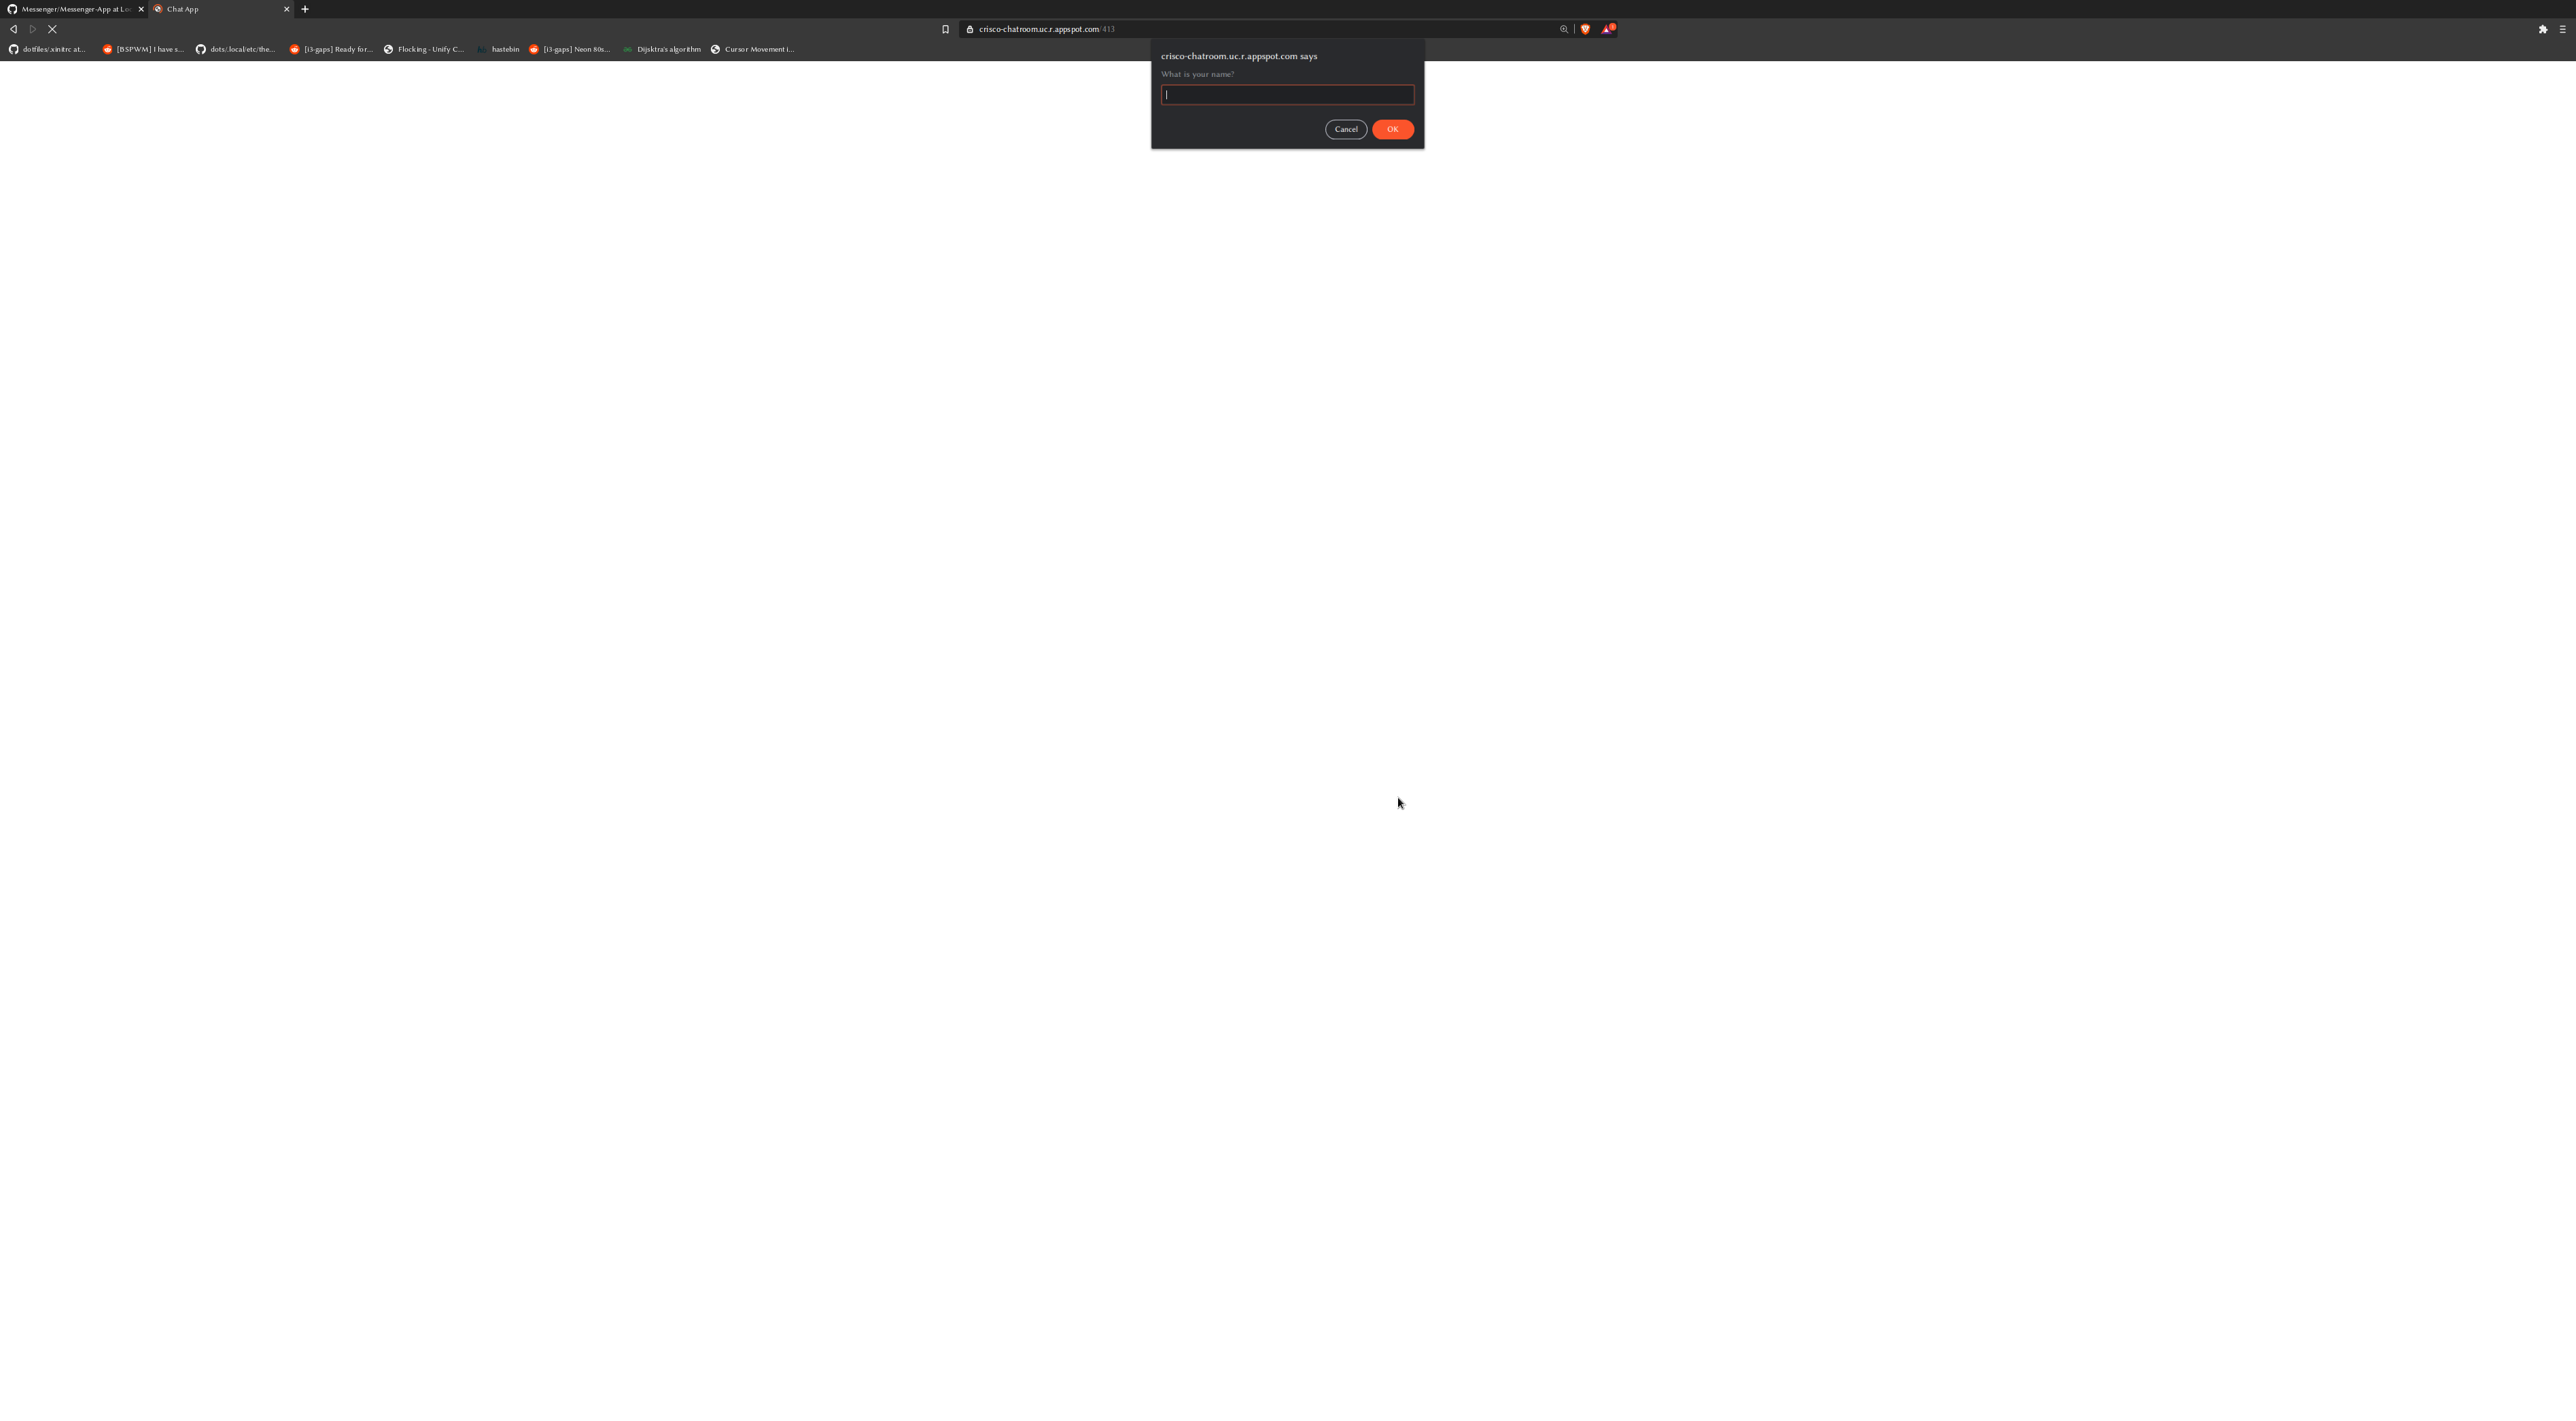 Messenger/Messenger-App at Lo
Chat App
crisco-chatroom.uc.r.appspot.com/413
dotfiles/.xinitrc at...
[BSPWM] I have s...
dots/.local/etc/the...
[i3-gaps] Ready for...
Flocking - Unify C...
hastebin
[i3-gaps] Neon 80s...
Dijsktra's algorithm
Cursor Movement i...
crisco-chatroom.uc.r.appspot.com says
What is your name?
Cancel
OK